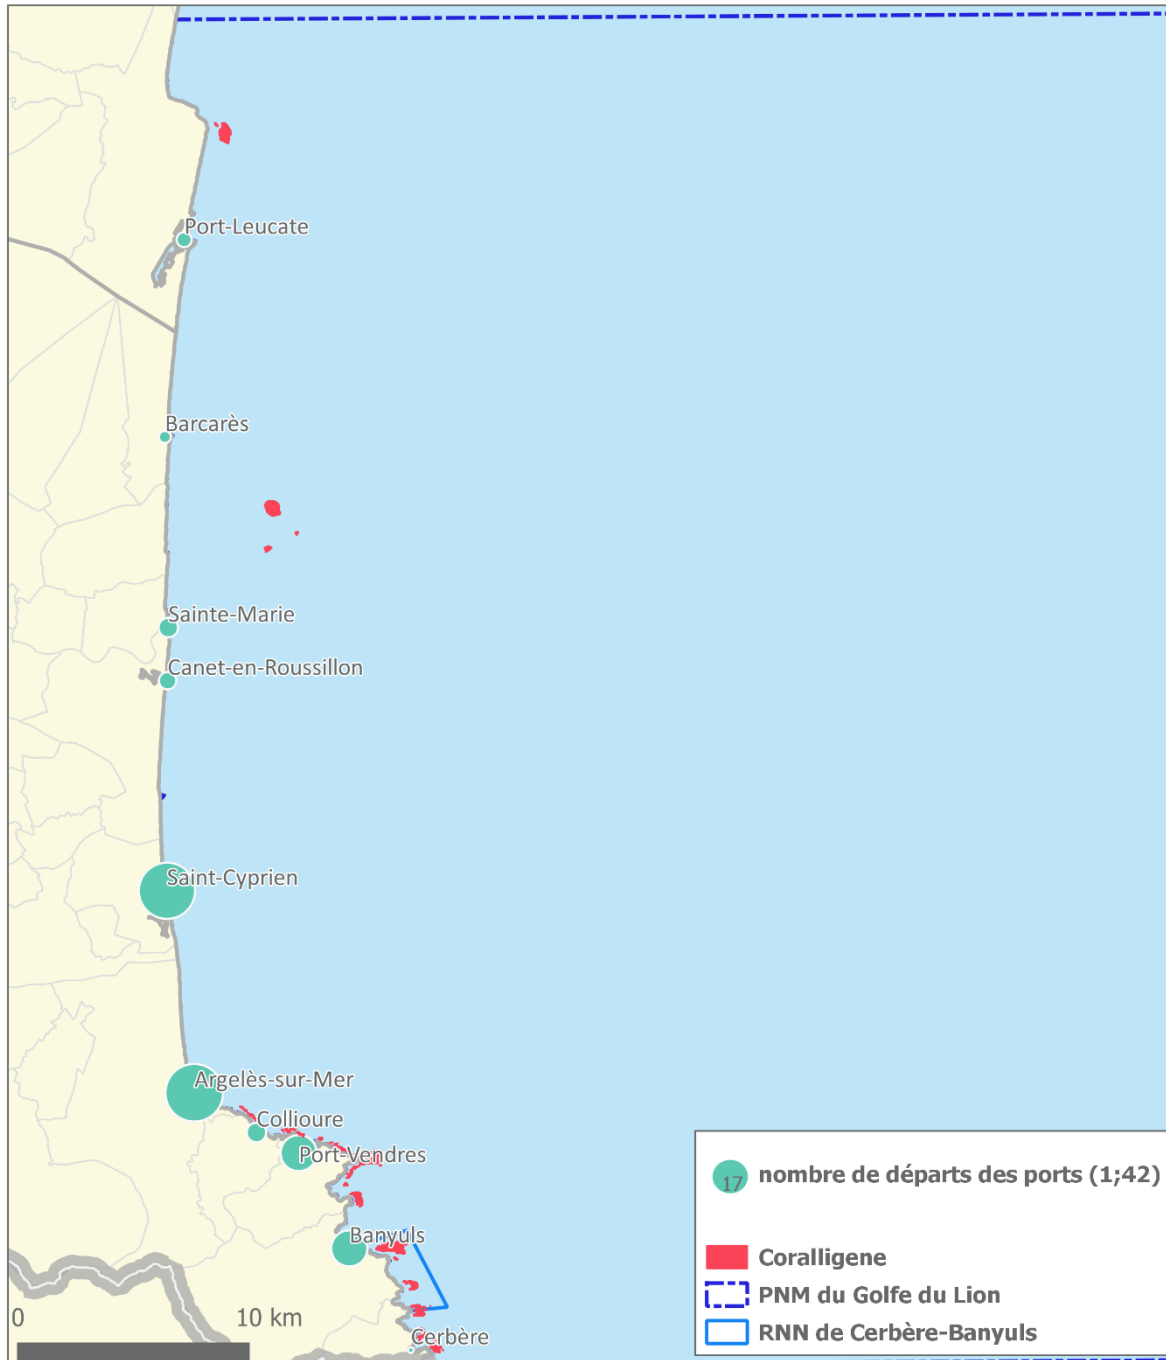 Port-Leucate
Barcarès
Sainte-Marie
Canet-en-Roussillon
Saint-Cyprien
Argelès-sur-Mer
Collioure
Port-Vendres
Banyuls
Cerbère
0 10 km
17 nombre de départs des ports (1;42)
Coralligene
PNM du Golfe du Lion
RNN de Cerbère-Banyuls